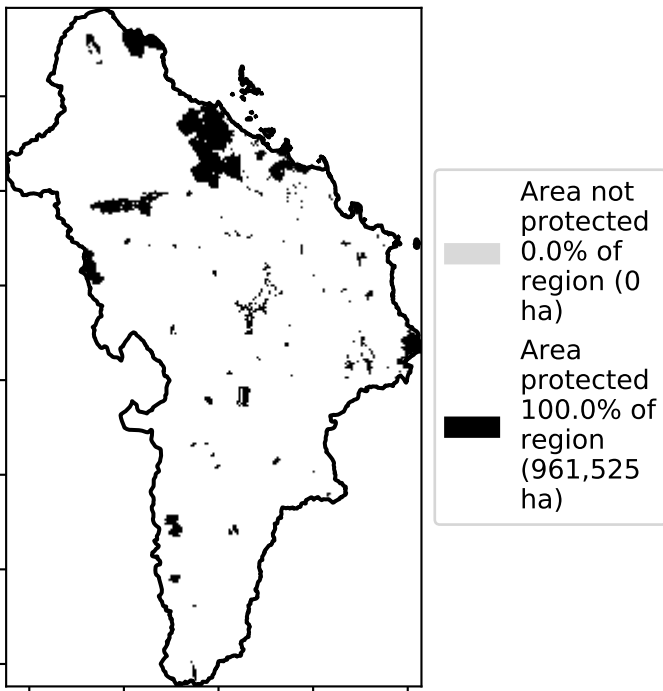 Area not
protected
0.0% of
region (0
ha)
Area
protected
100.0% of
region
(961,525
ha)